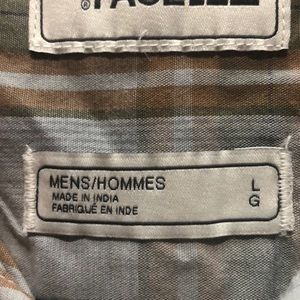 MENS/HOMMES L
MADE IN INDIA G
FABRIQUÉ EN INDE